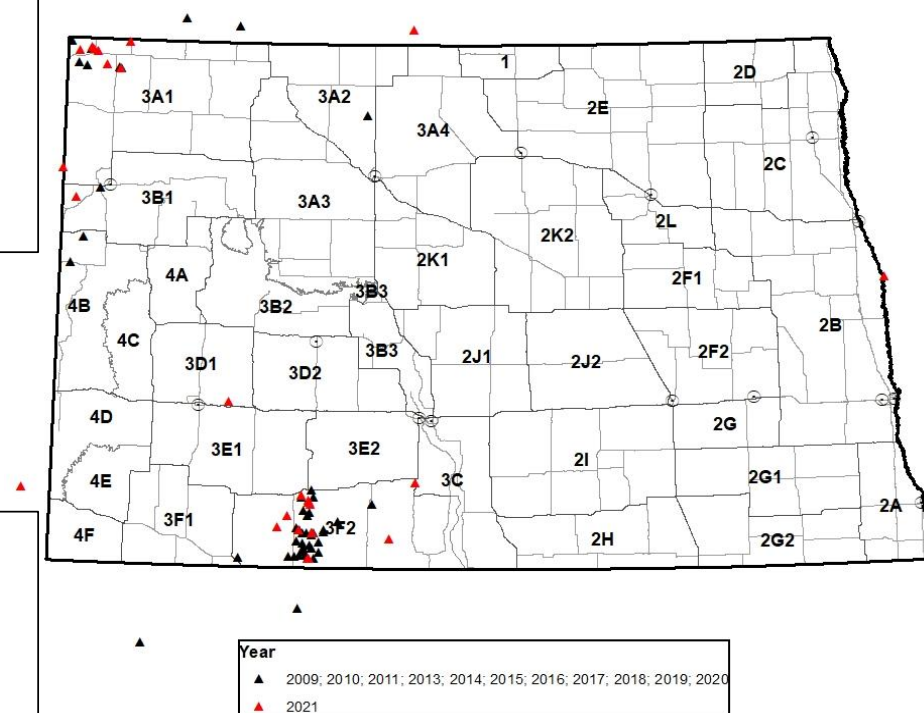 1
2D
3A1
3A2
2E
3A4
2C
3B1
3A3
2L
2K2
2K1
4A
2F1
3B3
4B
3B2
2B
4C
3B3
2J1
2F2
3D1
2J2
3D2
4D
2G
3E1
3E2
2I
4E
3C
2G1
2A
3F1
3F2
4F
2H
2G2
Year
2009; 2010; 2011; 2013; 2014; 2015; 2016; 2017; 2018; 2019; 2020
2021